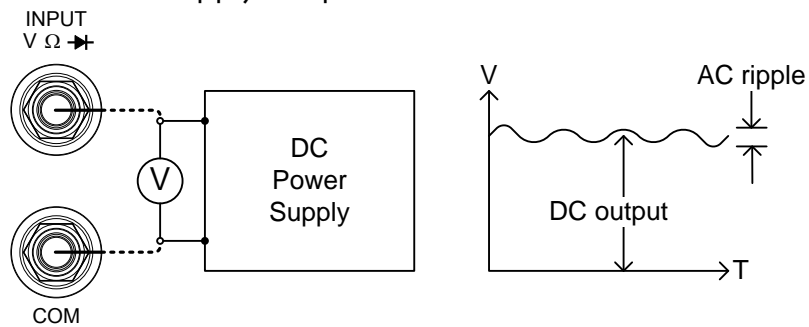 INPUT
V Ω
V
DC
Power
Supply
COM
V
AC ripple
DC output
T